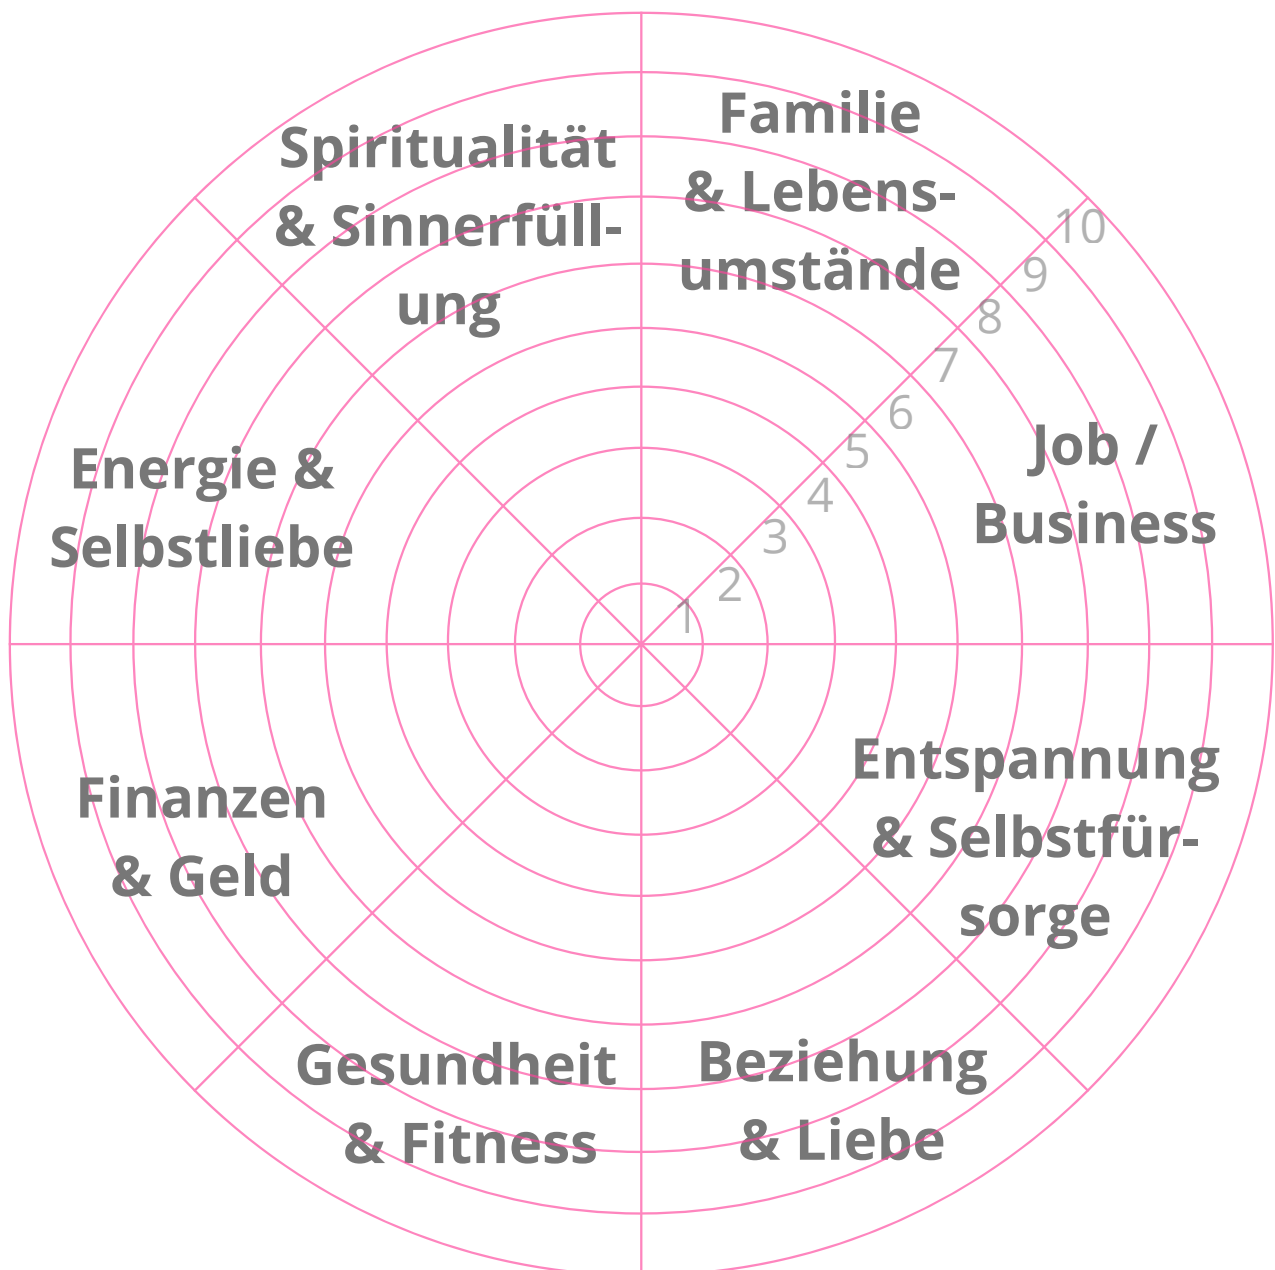 Familie
& Lebens-
umstände
Spiritualität
& Sinnerfüll-
ung
10
9
8
7
6
5
4
3
2
1
Job /
Business
Energie &
Selbstliebe
Entspannung
& Selbstfür-
sorge
Finanzen
& Geld
Beziehung
& Liebe
Gesundheit
& Fitness